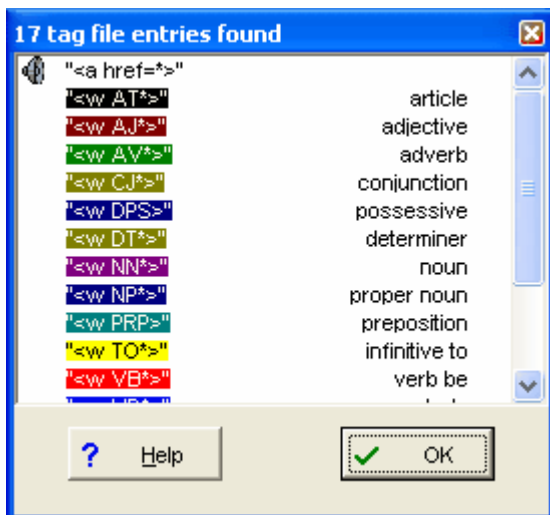 17 tag file entries found
"<a href=*>"
"<w AT*>" article
"<w AJ*>" adjective
"<w AV*>" adverb
"<w CJ*>" conjunction
"<w DPS>" possessive
"<w DT*>" determiner
"<w NN*>" noun
"<w NP*>" proper noun
"<w PRP>" preposition
"<w TO*>" infinitive to
"<w VB*>" verb be
? Help
OK